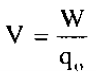 V = W / q₀